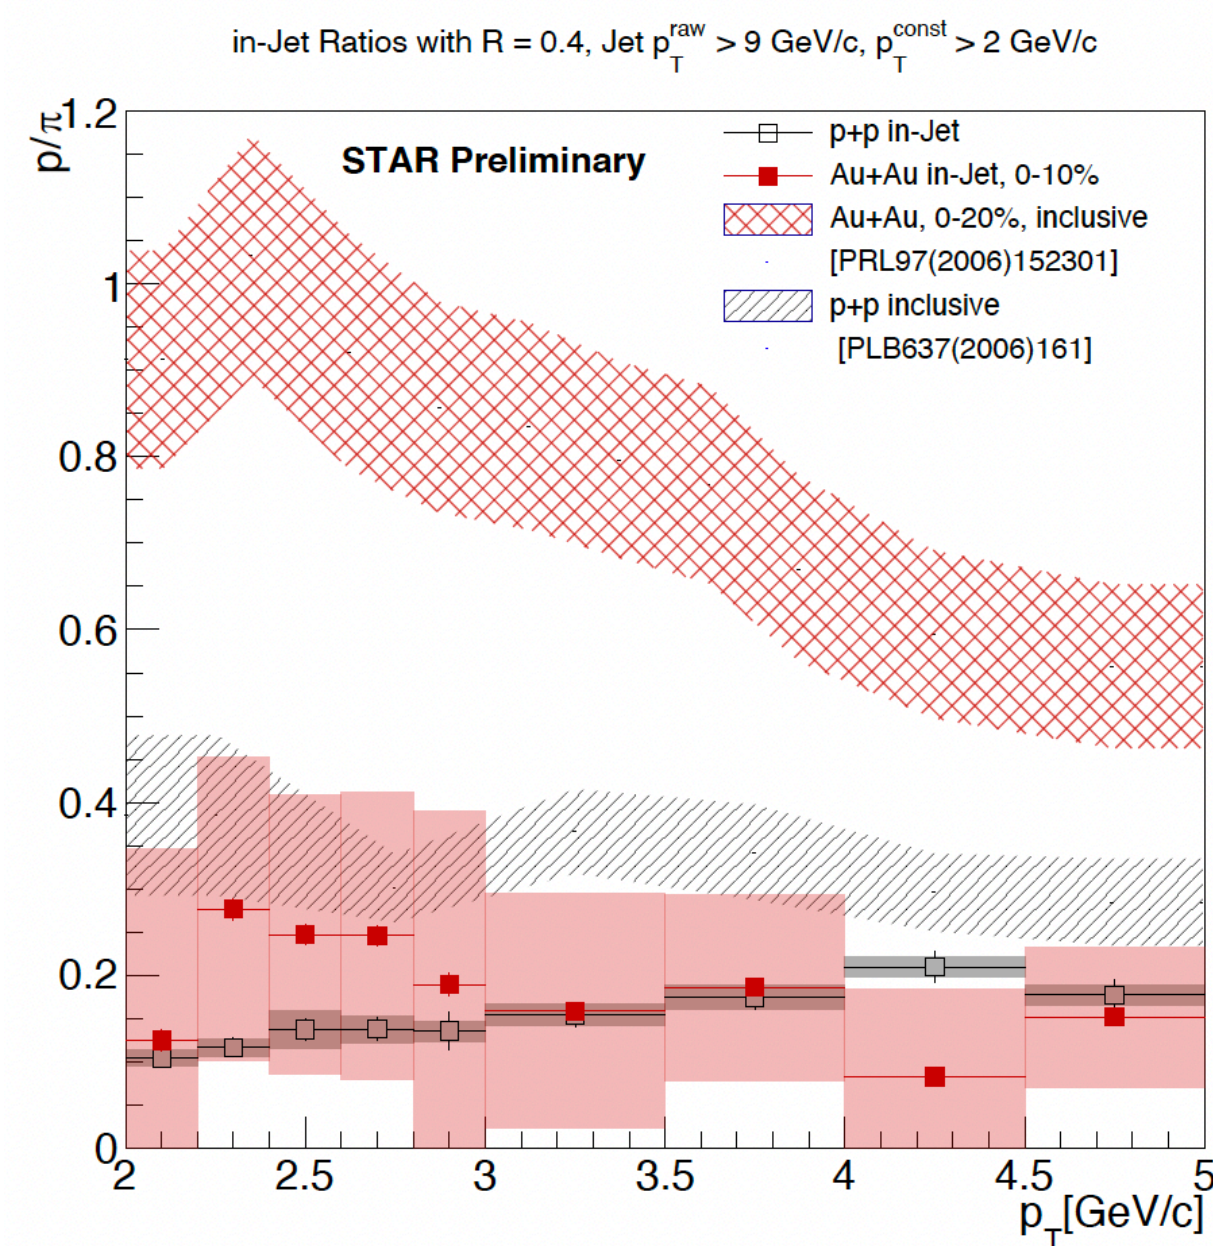 in-Jet Ratios with R = 0.4, Jet p_T^raw > 9 GeV/c, p_T^const > 2 GeV/c
p/π
1.2
1
0.8
0.6
0.4
0.2
0
STAR Preliminary
p+p in-Jet
Au+Au in-Jet, 0-10%
Au+Au, 0-20%, inclusive
[PRL97(2006)152301]
p+p inclusive
[PLB637(2006)161]
2 2.5 3 3.5 4 4.5 5
p_T[GeV/c]